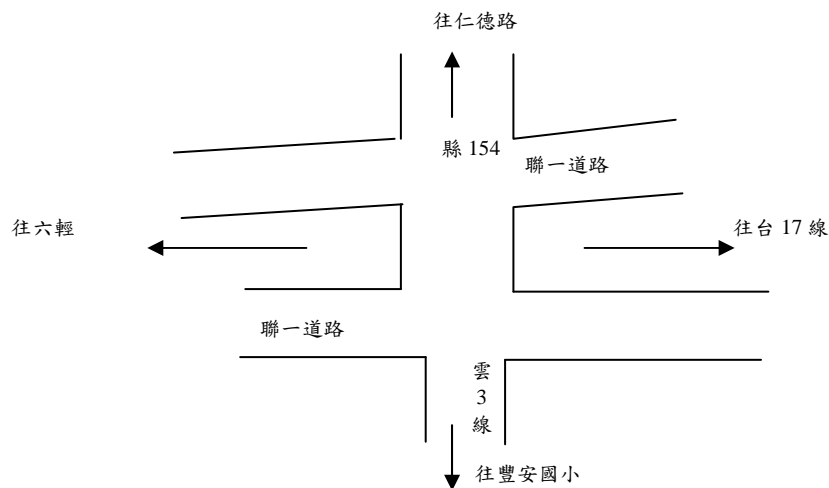 往仁德路
縣 154
聯一道路
往六輕
往台 17 線
聯一道路
雲
3
線
往豐安國小